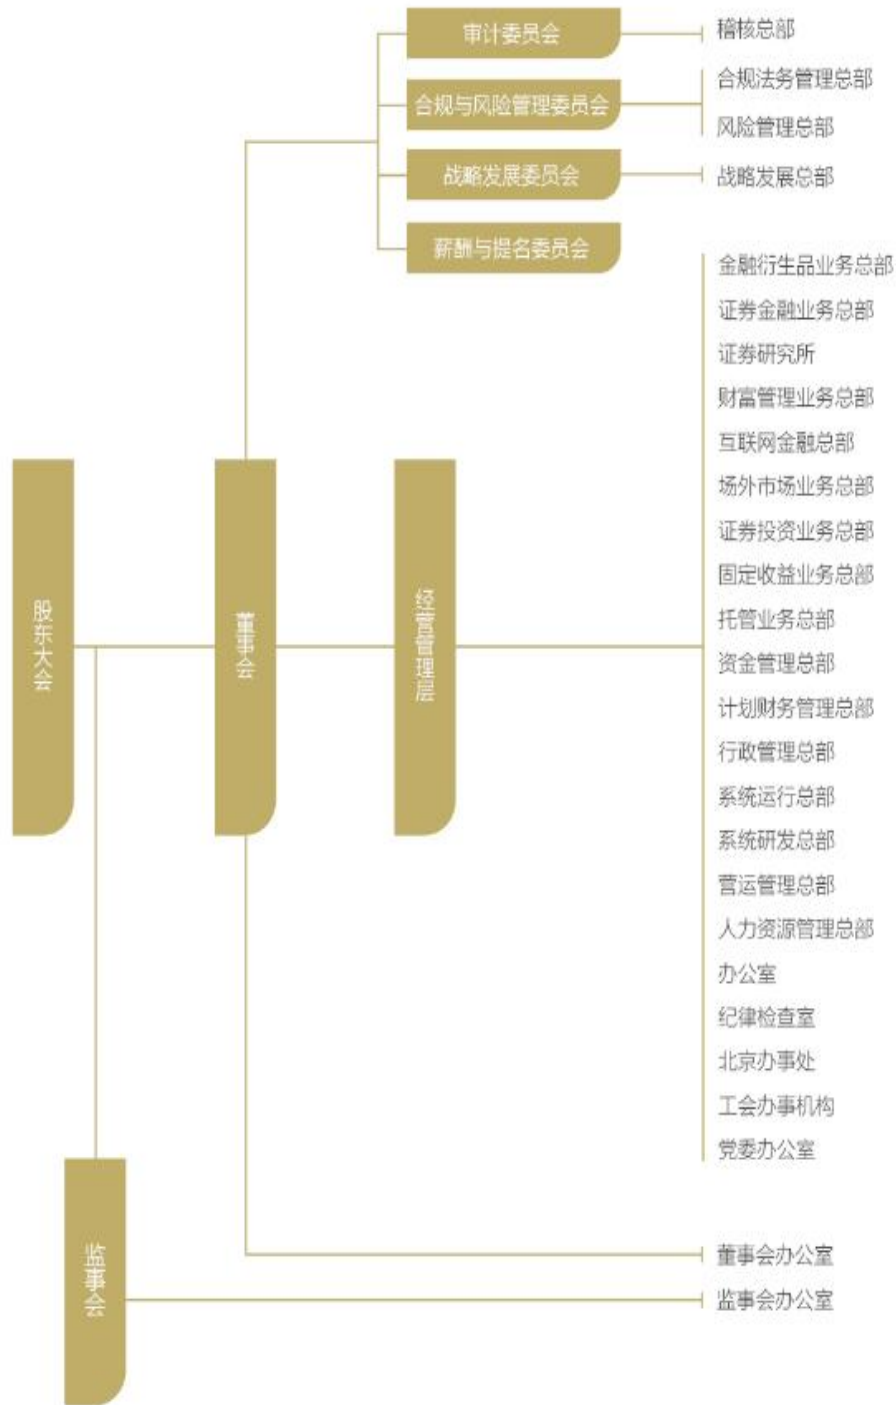 审计委员会
稽核总部
合规与风险管理委员会
合规法务管理总部
风险管理总部
战略发展委员会
战略发展总部
薪酬与提名委员会
金融衍生品业务总部
证券金融业务总部
证券研究所
财富管理业务总部
互联网金融总部
场外市场业务总部
证券投资业务总部
固定收益业务总部
托管业务总部
资金管理总部
计划财务管理总部
行政管理总部
系统运行总部
系统研发总部
营运管理总部
人力资源管理总部
办公室
纪律检查室
北京办事处
工会办事机构
党委办公室
股东大会
董事会
经营管理层
监事会
董事会办公室
监事会办公室